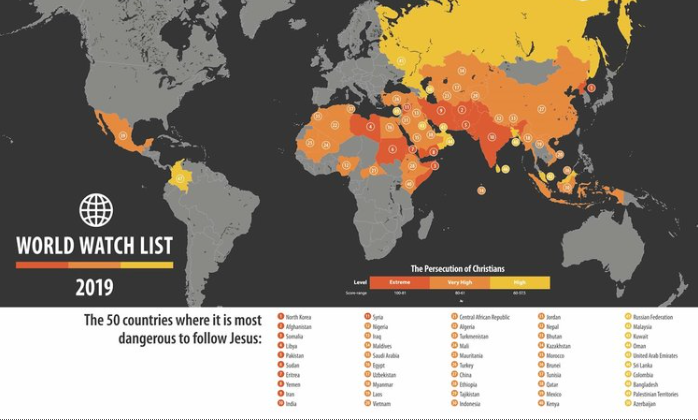 WORLD WATCH LIST
2019
The Persecution of Christians
Level
Extreme
Very High
High
Score range
The 50 countries where it is most
dangerous to follow Jesus:
North Korea
Afghanistan
Somalia
Libya
Pakistan
Sudan
Eritrea
Yemen
Iran
India
Syria
Nigeria
Iraq
Maldives
Saudi Arabia
Egypt
Uzbekistan
Myanmar
Laos
Vietnam
Central African Republic
Algeria
Turkmenistan
Mali
Mauritania
Turkey
China
Ethiopia
Tajikistan
Indonesia
Jordan
Nepal
Bhutan
Kazakhstan
Morocco
Brunei
Tunisia
Qatar
Mexico
Kenya
Russian Federation
Malaysia
Kuwait
Oman
United Arab Emirates
Sri Lanka
Colombia
Bangladesh
Palestinian Territories
Azerbaijan